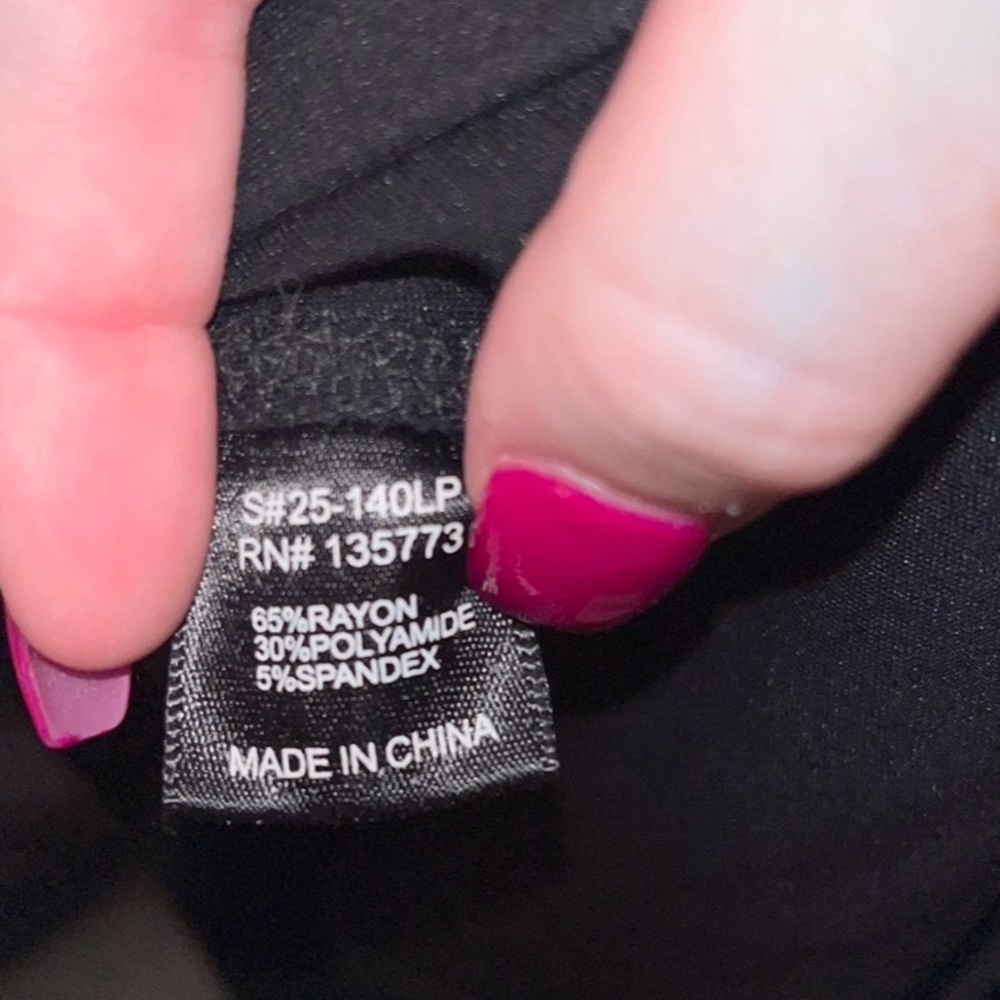 S#25-140LP
RN# 135773
65%RAYON
30%POLYAMIDE
5%SPANDEX
MADE IN CHINA